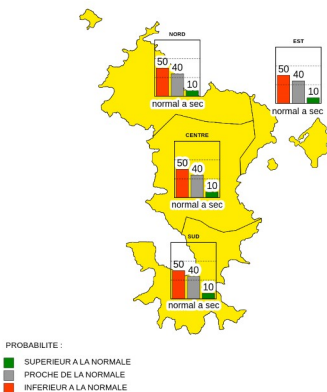 NORD
50 40 10
normal a sec
EST
50 40 10
normal a sec
CENTRE
50 40 10
normal a sec
SUD
50 40 10
normal a sec
PROBABILITE :
SUPERIEUR A LA NORMALE
PROCHE DE LA NORMALE
INFERIEUR A LA NORMALE